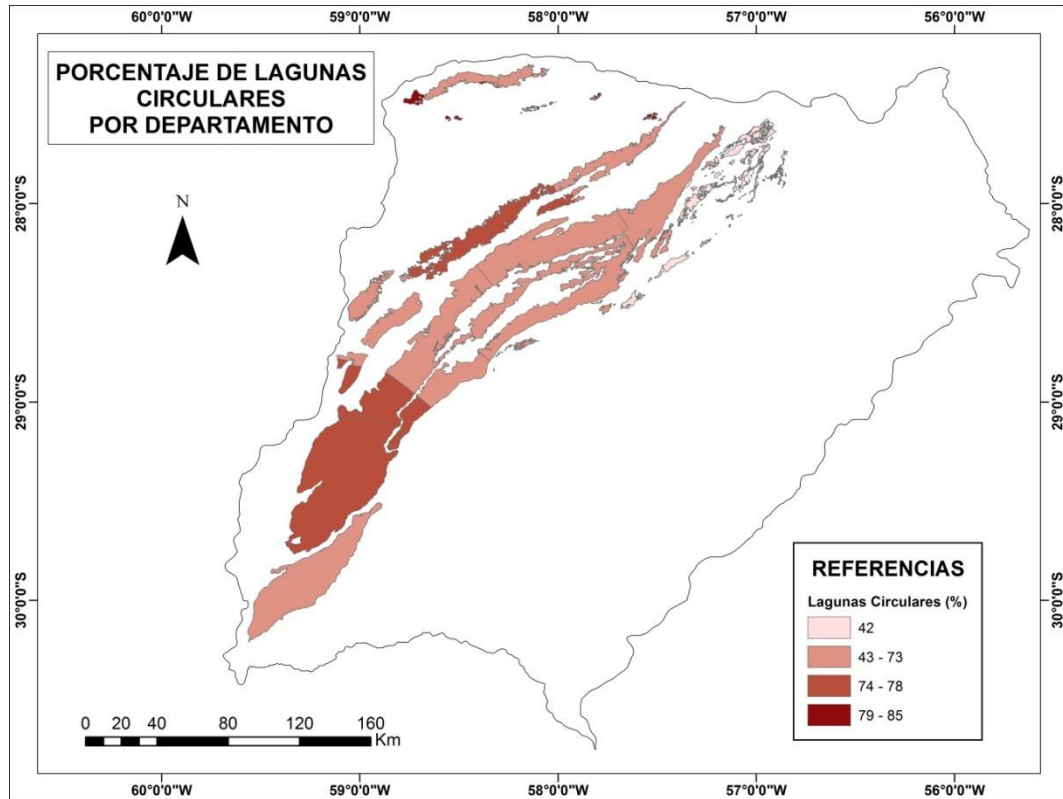 60°0'0"W 59°0'0"W 58°0'0"W 57°0'0"W 56°0'0"W
PORCENTAJE DE LAGUNAS
CIRCULARES
POR DEPARTAMENTO
N
28°0'0"S 28°0'0"S
29°0'0"S 29°0'0"S
30°0'0"S 30°0'0"S
REFERENCIAS
Lagunas Circulares (%)
42
43 - 73
74 - 78
79 - 85
0 20 40 80 120 160
Km
60°0'0"W 59°0'0"W 58°0'0"W 57°0'0"W 56°0'0"W